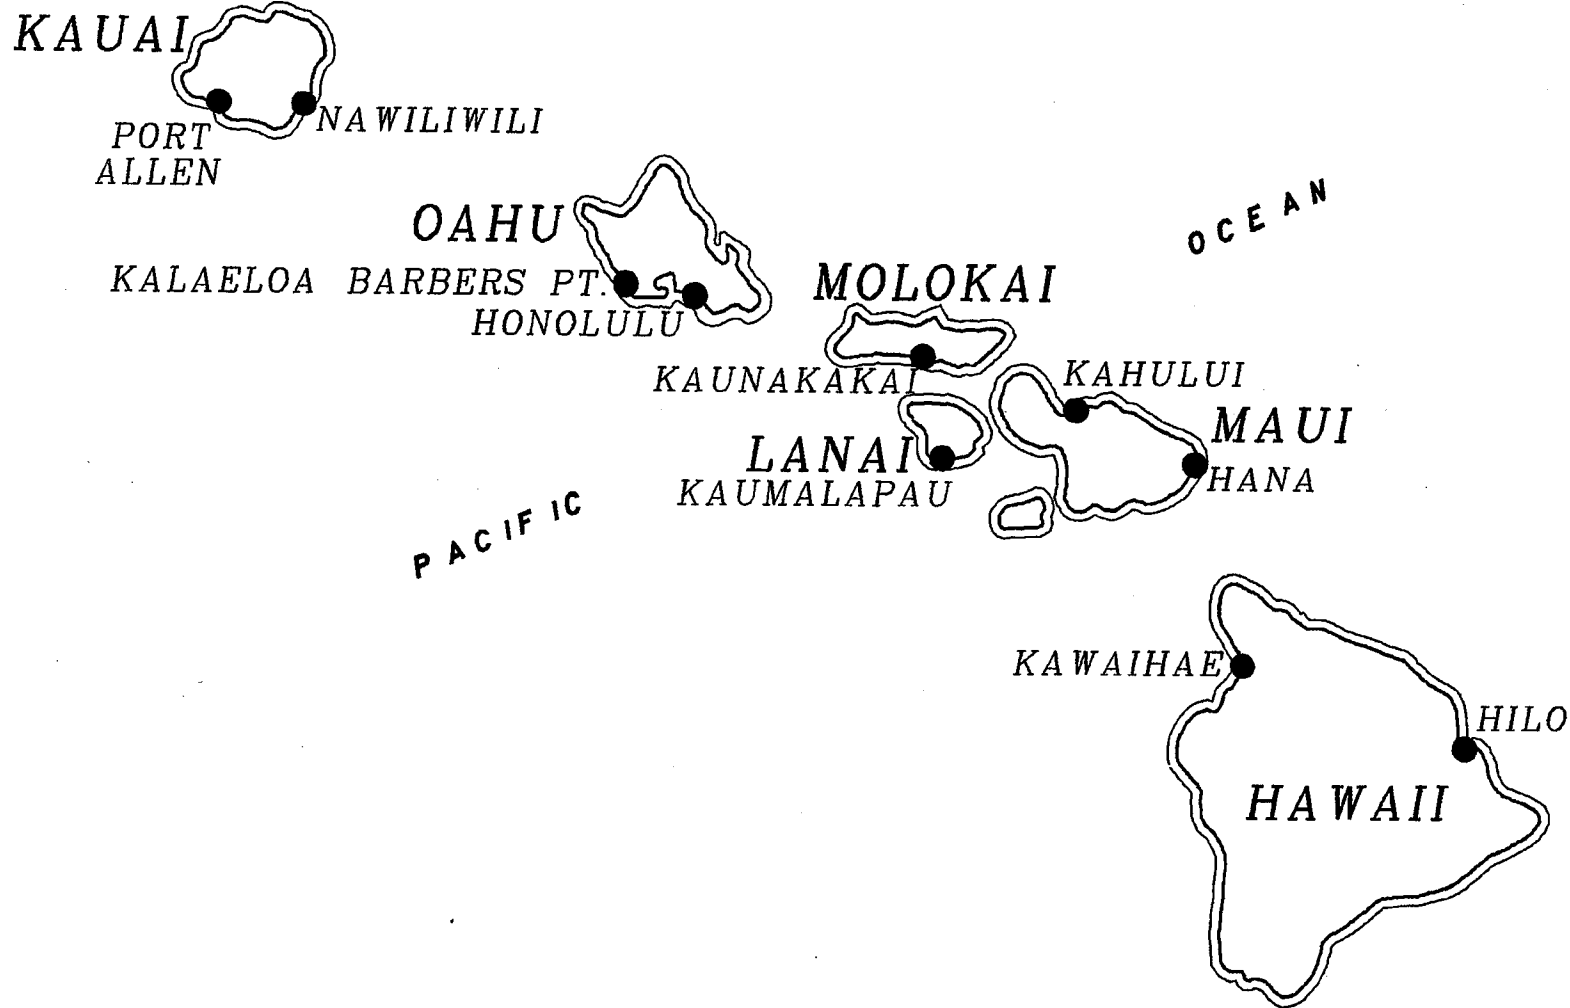 KAUAI
NAWILIWILI
PORT
ALLEN
OAHU
KALAELOA BARBERS PT.
HONOLULU
OCEAN
MOLOKAI
KAUNAKAKAI
KAHULUI
MAUI
LANAI
KAUMALAPAU
HANA
PACIFIC
KAWAIHAE
HILO
HAWAII